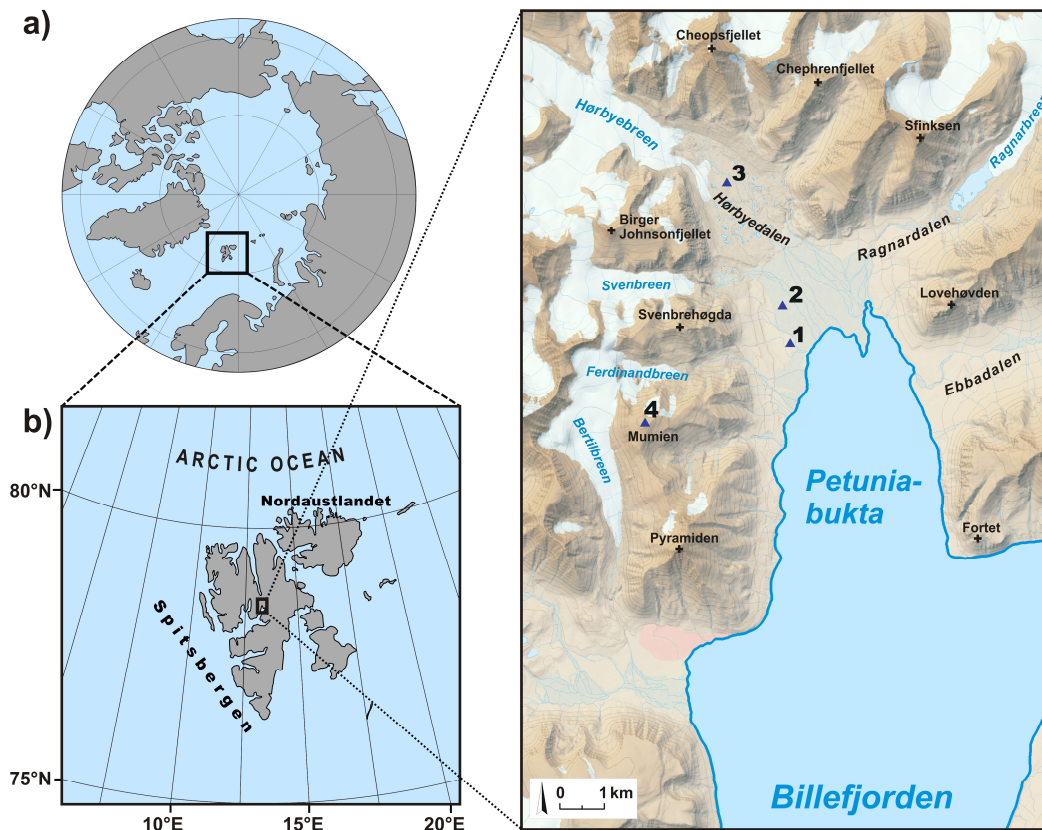 a)
b)
ARCTIC OCEAN
80°N
Nordaustlandet
Spitsbergen
75°N
10°E
15°E
20°E
Cheopsfjellet
Chephrenfjellet
Hørbyebreen
Sfinksen
Ragnarbreen
3
Hørbyedalen
Birger
Johnsonfjellet
Ragnardalen
Svenbreen
2
Lovehøvden
Svenbrehøgda
1
Ebbadalen
Ferdinandbreen
4
Mumien
Bertilbreen
Petunia-
bukta
Fortet
Pyramiden
0
1 km
Billefjorden